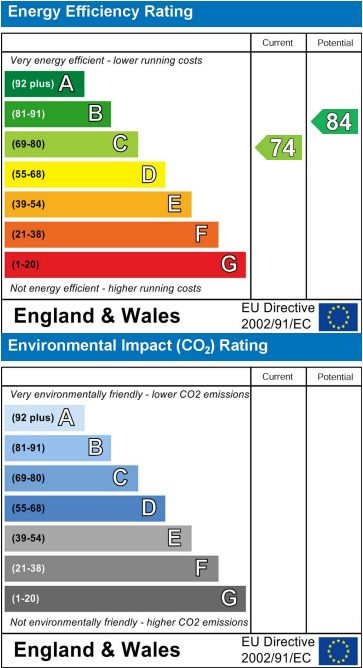 Energy Efficiency Rating
Current Potential
Very energy efficient - lower running costs
(92 plus) A
(81-91) B
84
(69-80) C
74
(55-68) D
(39-54) E
(21-38) F
(1-20) G
Not energy efficient - higher running costs
England & Wales
EU Directive
2002/91/EC
Environmental Impact (CO₂) Rating
Current Potential
Very environmentally friendly - lower CO2 emissions
(92 plus) A
(81-91) B
(69-80) C
(55-68) D
(39-54) E
(21-38) F
(1-20) G
Not environmentally friendly - higher CO2 emissions
England & Wales
EU Directive
2002/91/EC